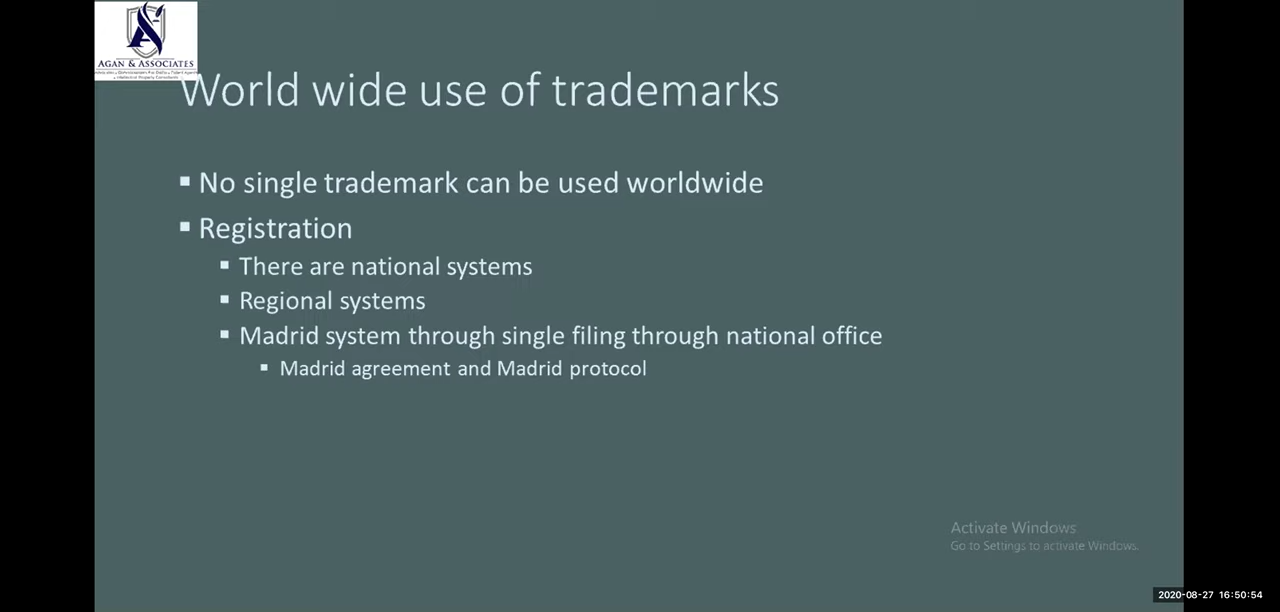 AGAN & ASSOCIATES
World wide use of trademarks
▪ No single trademark can be used worldwide
▪ Registration
▪ There are national systems
▪ Regional systems
▪ Madrid system through single filing through national office
▪ Madrid agreement and Madrid protocol
Activate Windows
Go to Settings to activate Windows.
2020-08-27 16:50:54